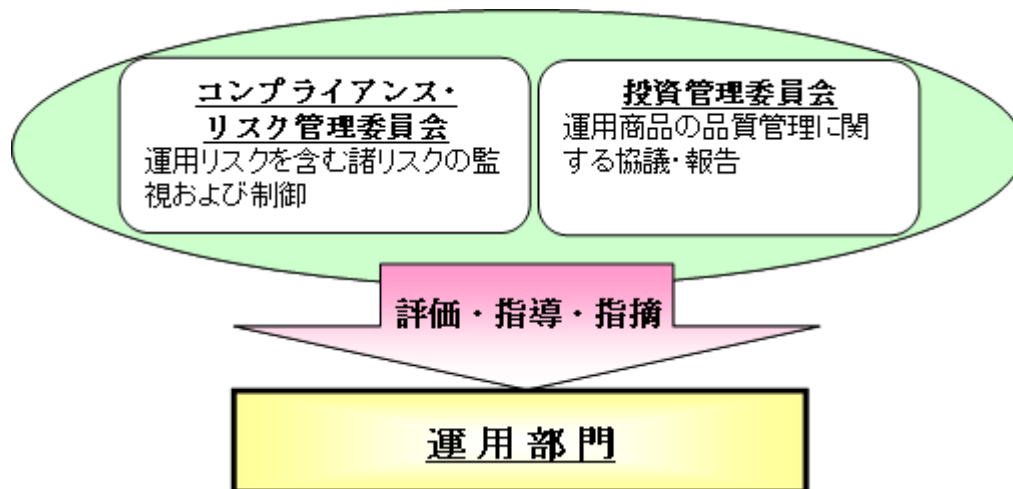 コンプライアンス・
リスク管理委員会
運用リスクを含む諸リスクの監
視および制御
投資管理委員会
運用商品の品質管理に関
する協議・報告
評価・指導・指摘
運用部門